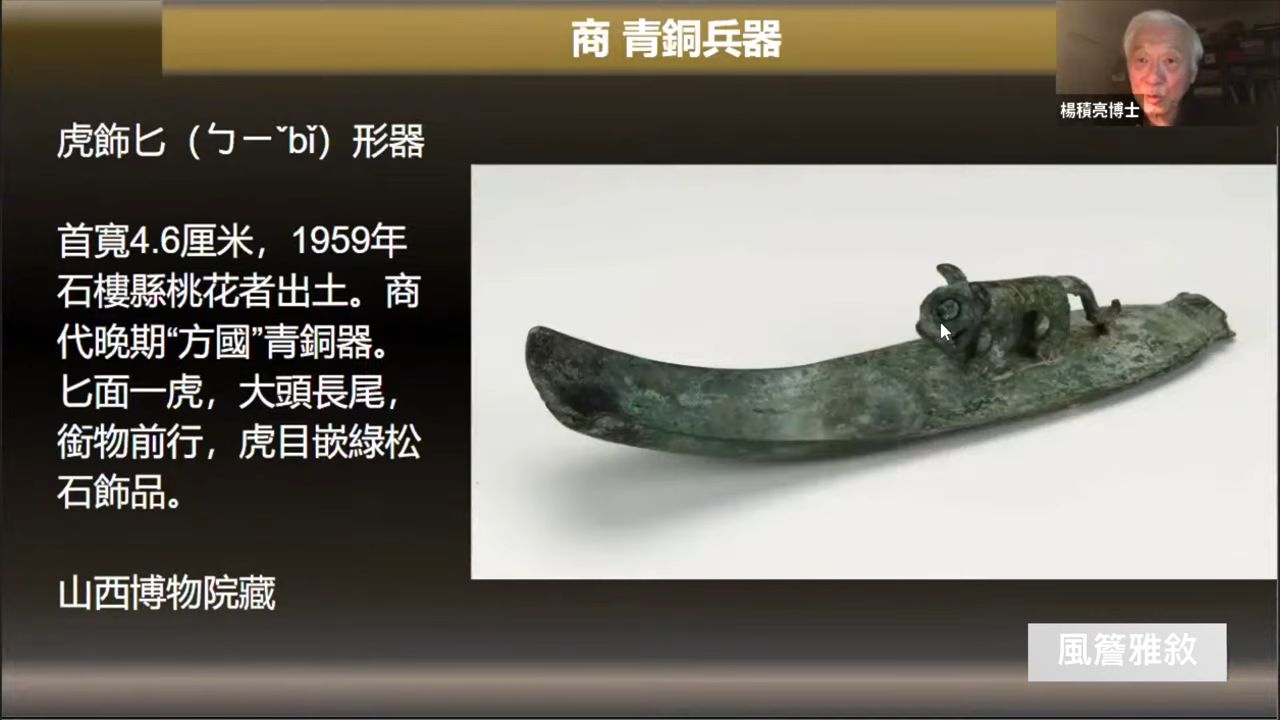 商 青銅兵器
楊積亮博士
虎飾匕（ㄅㄧˇbǐ）形器
首寬4.6厘米，1959年
石樓縣桃花者出土。商
代晚期“方國”青銅器。
匕面一虎，大頭長尾，
銜物前行，虎目嵌綠松
石飾品。
山西博物院藏
風簷雅敘